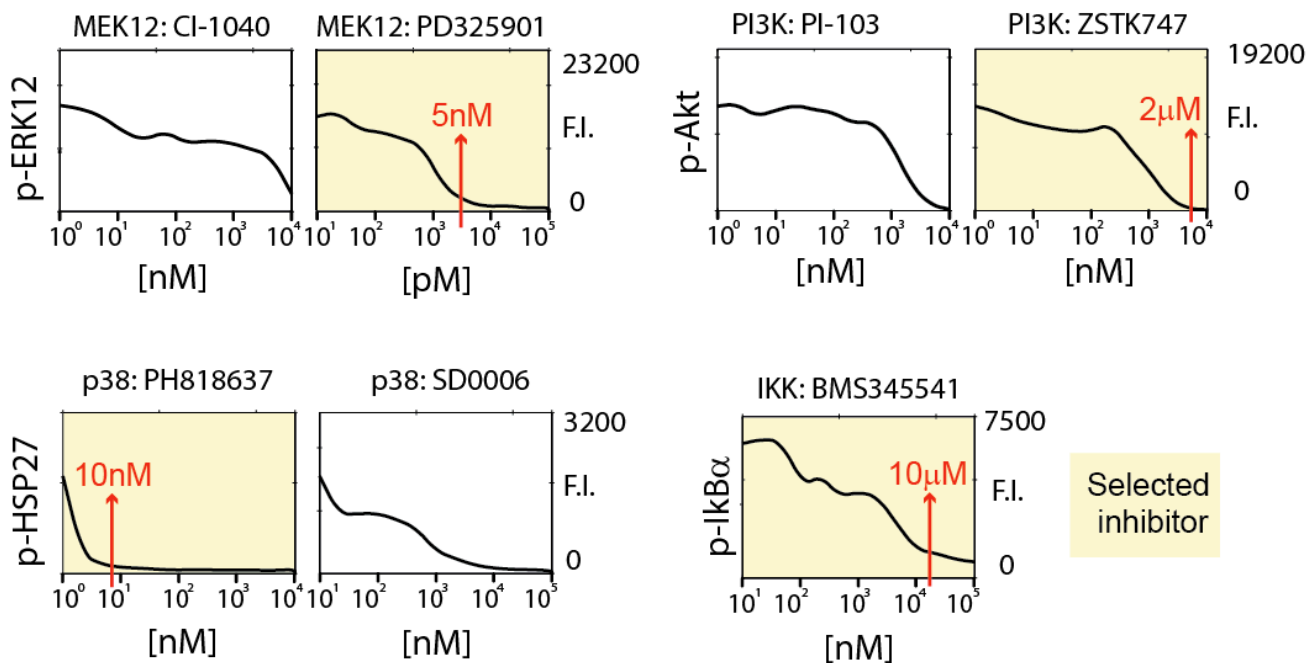 MEK12: CI-1040
MEK12: PD325901
p-ERK12
5nM
23200
F.I.
0
10⁰ 10¹ 10² 10³ 10⁴
[nM]
10¹ 10² 10³ 10⁴ 10⁵
[pM]
PI3K: PI-103
PI3K: ZSTK747
p-Akt
2µM
19200
F.I.
0
10⁰ 10¹ 10² 10³ 10⁴
[nM]
10⁰ 10¹ 10² 10³ 10⁴
[nM]
p38: PH818637
p38: SD0006
p-HSP27
10nM
3200
F.I.
0
10⁰ 10¹ 10² 10³ 10⁴
[nM]
10¹ 10² 10³ 10⁴ 10⁵
[nM]
IKK: BMS345541
p-IkBα
10µM
7500
F.I.
0
10¹ 10² 10³ 10⁴ 10⁵
[nM]
Selected
inhibitor